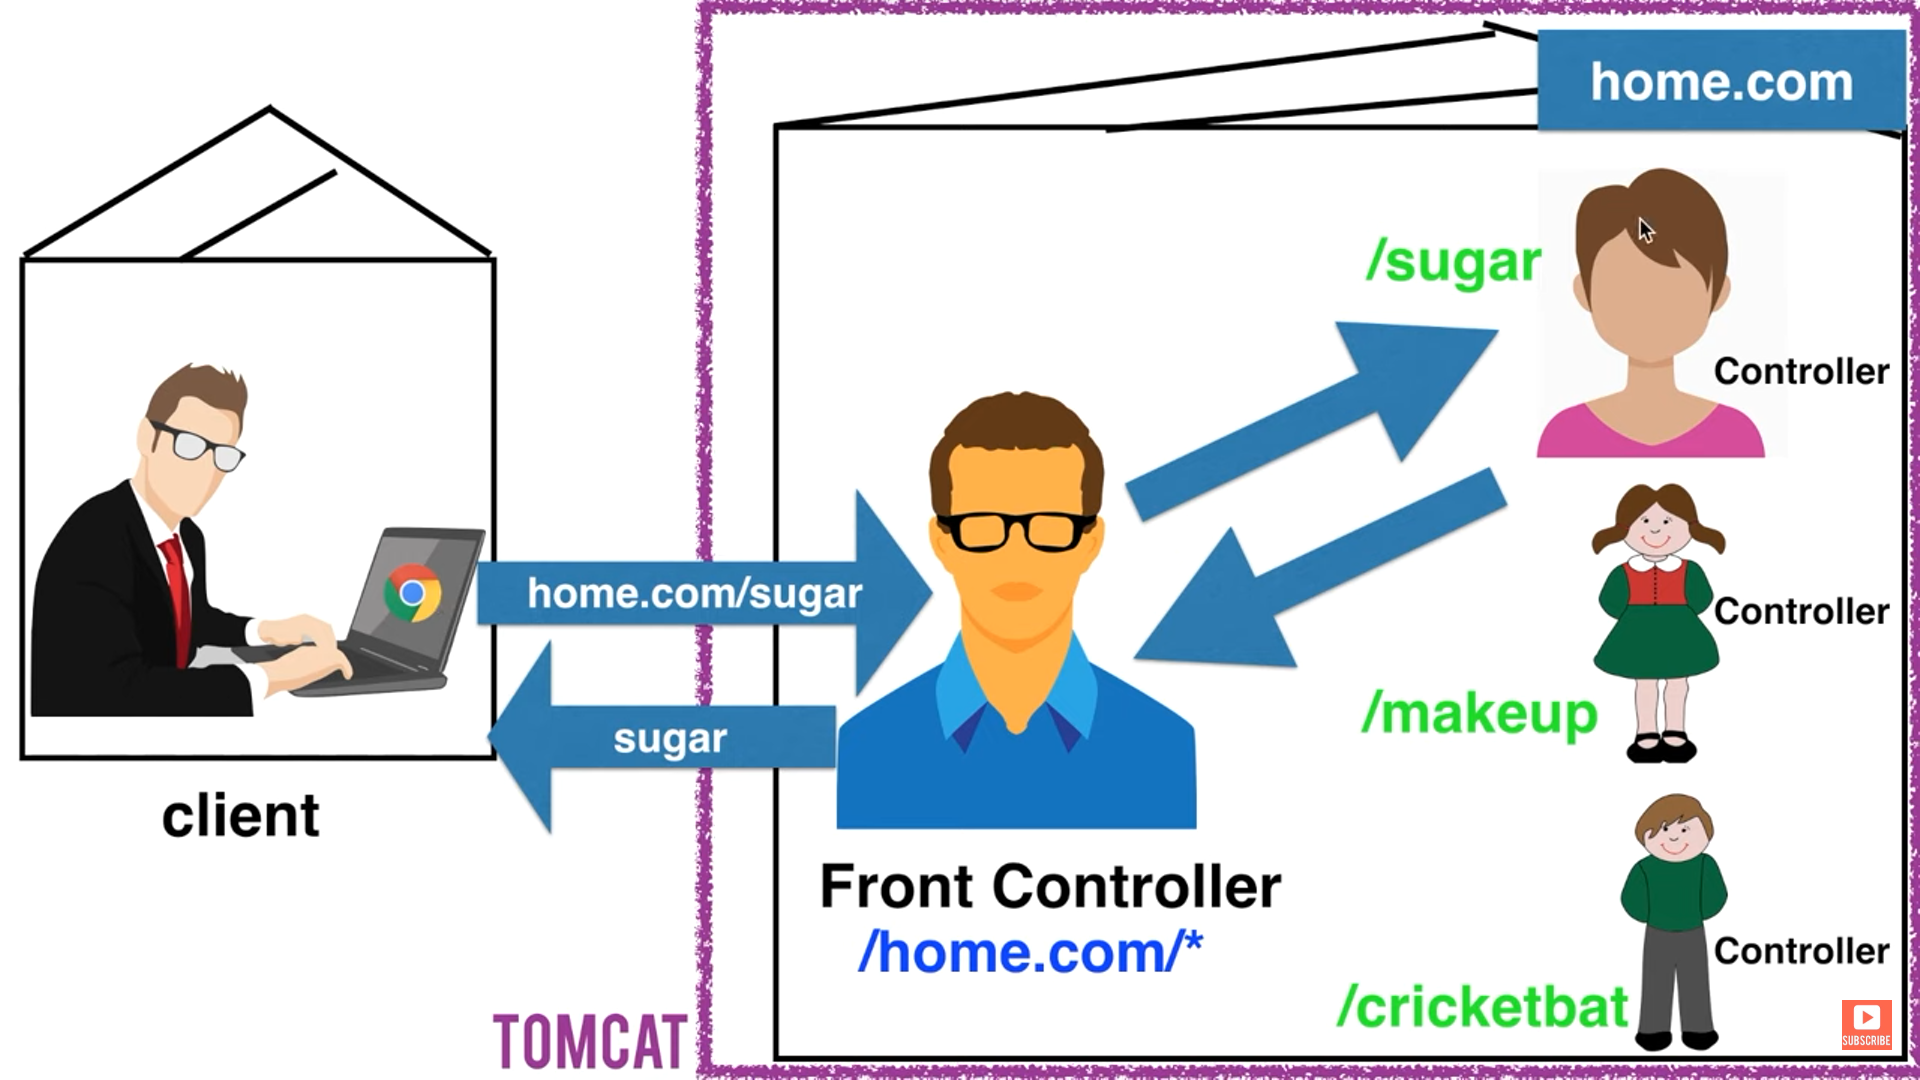 home.com
/sugar
Controller
home.com/sugar
Controller
sugar
/makeup
client
Front Controller
/home.com/*
Controller
/cricketbat
TOMCAT
SUBSCRIBE